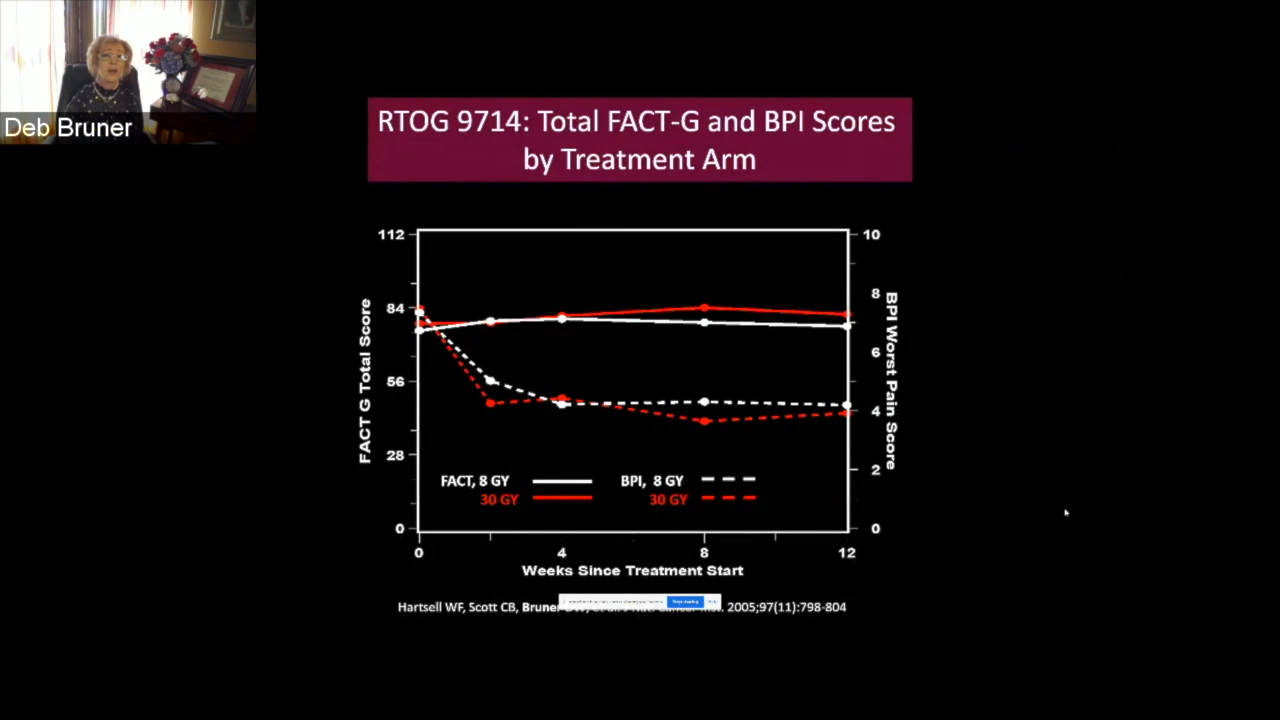 Deb Bruner
RTOG 9714: Total FACT-G and BPI Scores
by Treatment Arm
112
84
56
28
0
FACT G Total Score
10
8
6
4
2
0
BPI Worst Pain Score
FACT, 8 GY
30 GY
BPI, 8 GY
30 GY
0
4
8
12
Weeks Since Treatment Start
Hartsell WF, Scott CB, Bruner 2005;97(11):798-804
Stop sharing